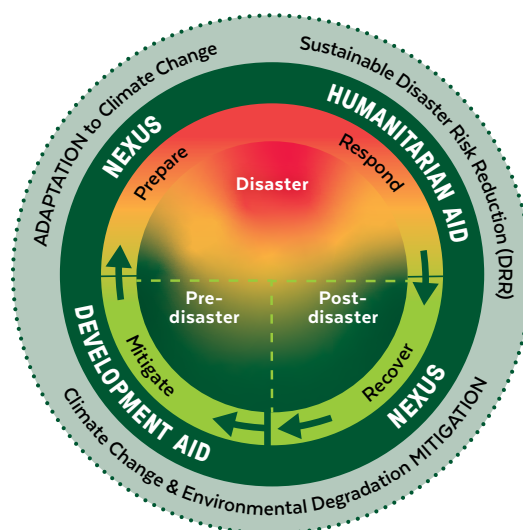 ADAPTATION to Climate Change
Sustainable Disaster Risk Reduction (DRR)
NEXUS
HUMANITARIAN AID
Prepare
Respond
Disaster
Pre-
disaster
Post-
disaster
Mitigate
Recover
DEVELOPMENT AID
NEXUS
Climate Change & Environmental Degradation MITIGATION